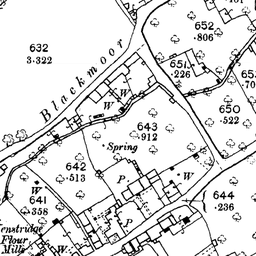 652
.806
632
3.322
651
.226
W
W
650
.522
Blackmoor
643
.912
Spring
642
.513
P
W
W
641
.358
644
.236
P
W
Flour
Mills